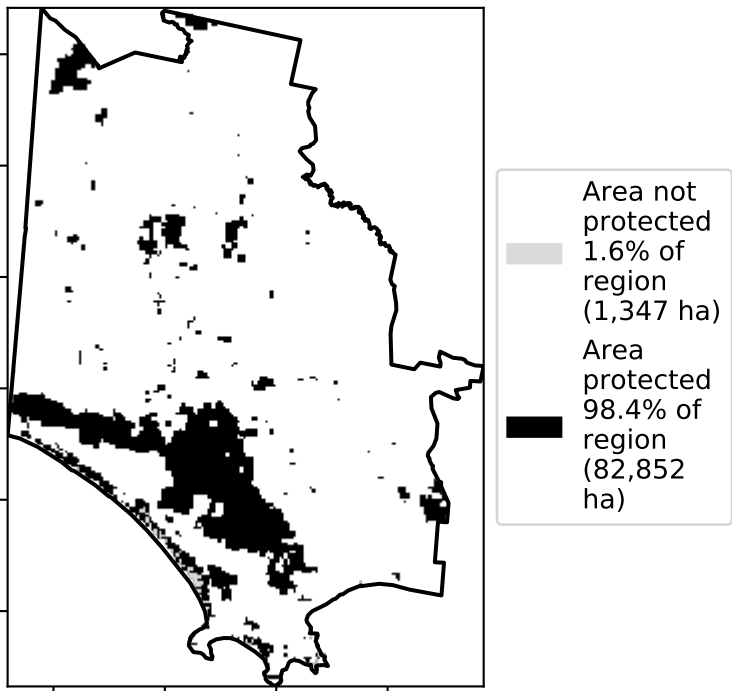 Area not
protected
1.6% of
region
(1,347 ha)
Area
protected
98.4% of
region
(82,852
ha)